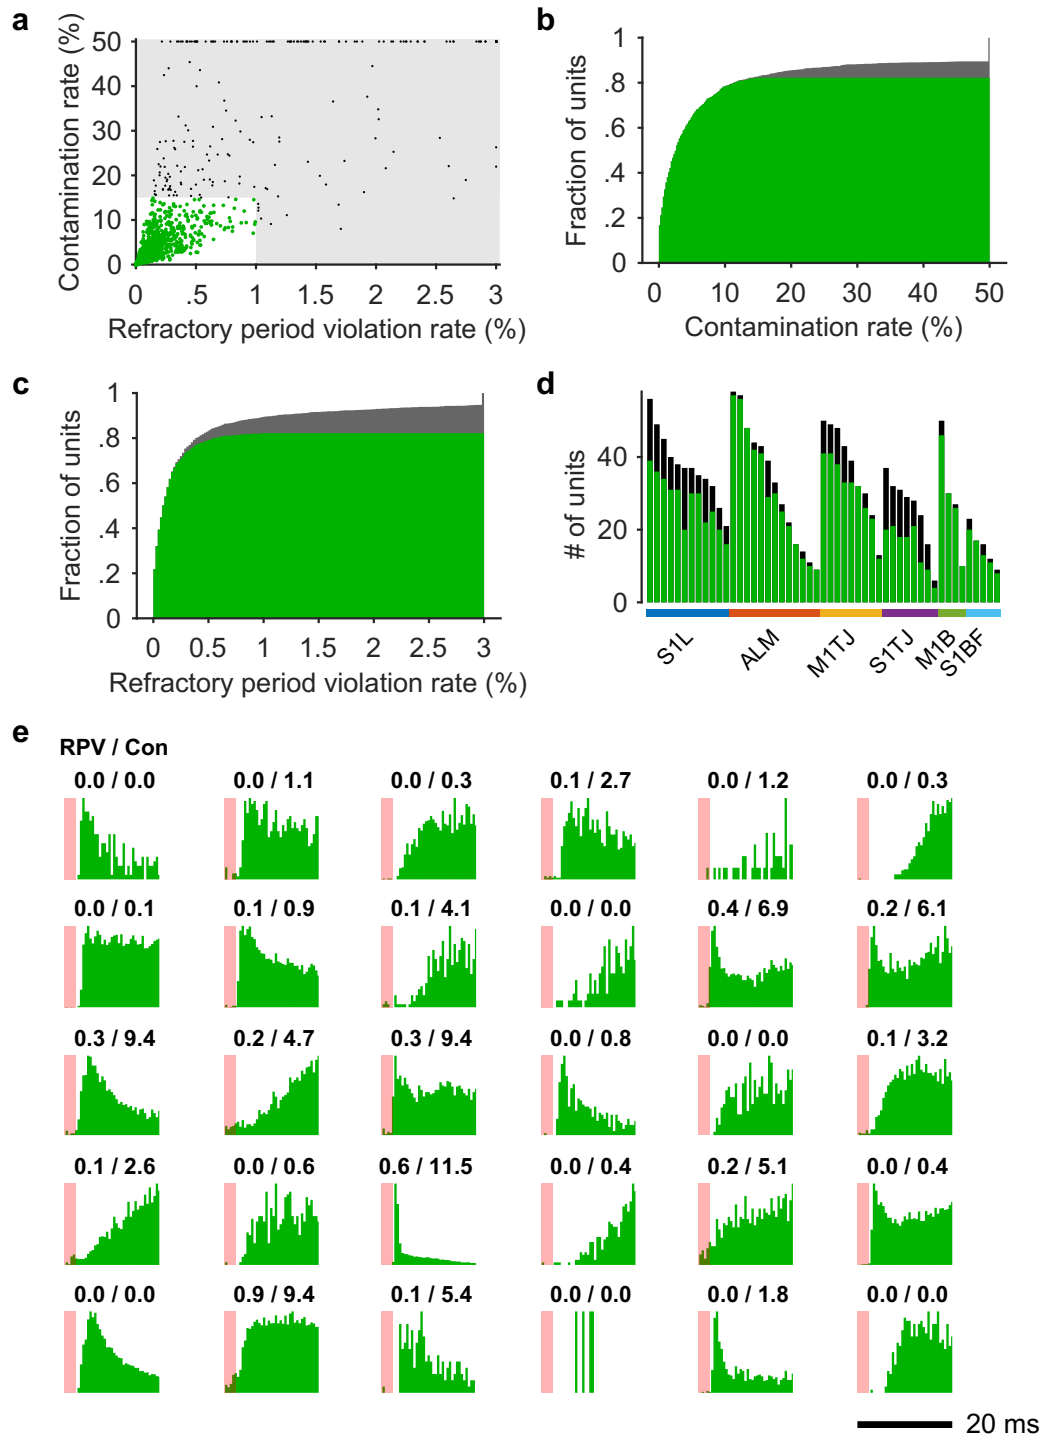 a
Contamination rate (%)
50
40
30
20
10
0
0 .5 1 1.5 2 2.5 3
Refractory period violation rate (%)
b
Fraction of units
1
.8
.6
.4
.2
0
0 10 20 30 40 50
Contamination rate (%)
c
Fraction of units
1
.8
.6
.4
.2
0
0 0.5 1 1.5 2 2.5 3
Refractory period violation rate (%)
d
# of units
40
20
0
S1L ALM M1TJ S1TJ M1B S1BF
e
RPV / Con
0.0 / 0.0 0.0 / 1.1 0.0 / 0.3 0.1 / 2.7 0.0 / 1.2 0.0 / 0.3
0.0 / 0.1 0.1 / 0.9 0.1 / 4.1 0.0 / 0.0 0.4 / 6.9 0.2 / 6.1
0.3 / 9.4 0.2 / 4.7 0.3 / 9.4 0.0 / 0.8 0.0 / 0.0 0.1 / 3.2
0.1 / 2.6 0.0 / 0.6 0.6 / 11.5 0.0 / 0.4 0.2 / 5.1 0.0 / 0.4
0.0 / 0.0 0.9 / 9.4 0.1 / 5.4 0.0 / 0.0 0.0 / 1.8 0.0 / 0.0
20 ms